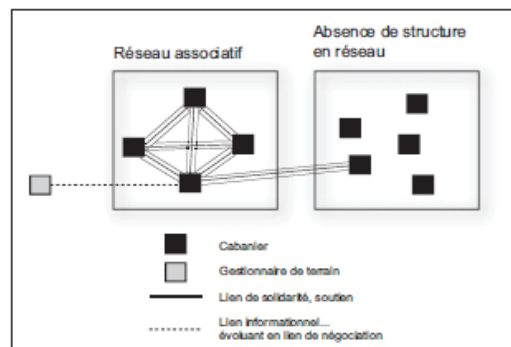 Réseau associatif
Absence de structure
en réseau
Cabanier
Gestionnaire de terrain
Lien de solidarité, soutien
Lien informationnel...
évoluant en lien de négociation